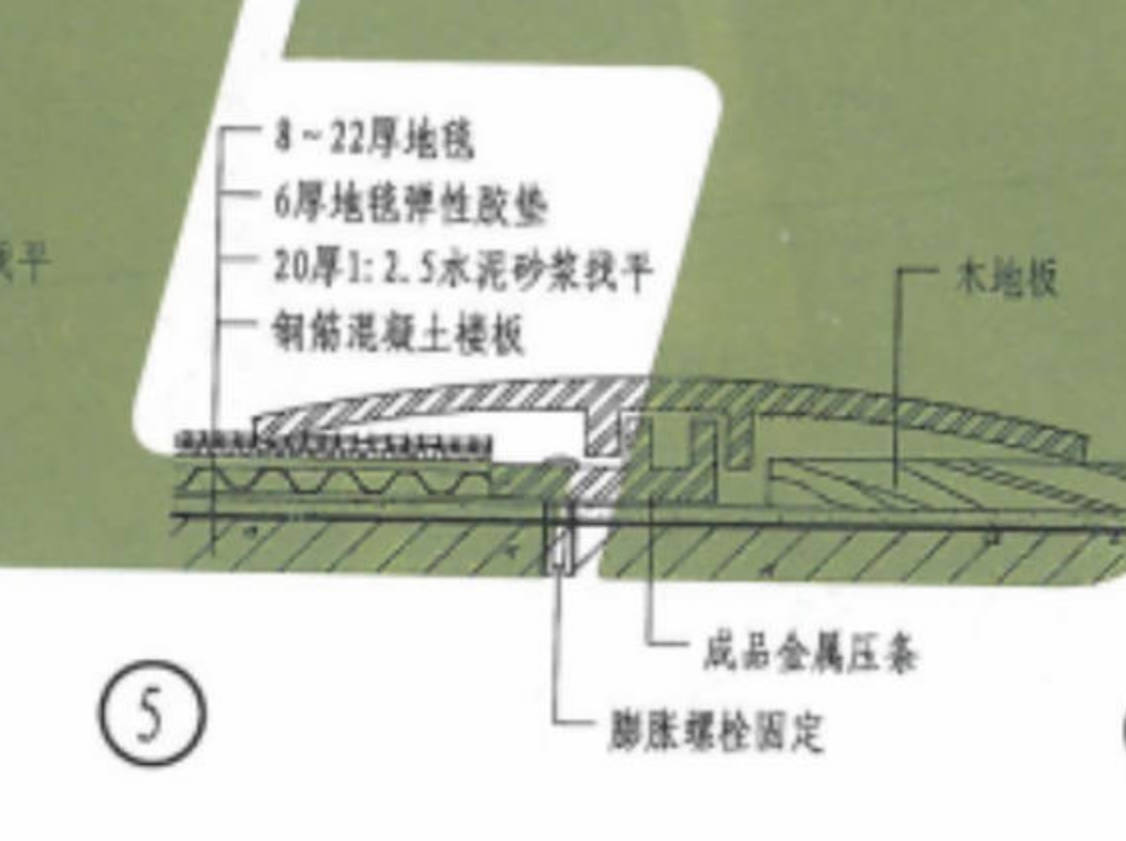 8~22厚地毯
6厚地毯弹性胶垫
20厚1:2.5水泥砂浆找平
找平
钢筋混凝土楼板
木地板
成品金属压条
膨胀螺栓固定
5